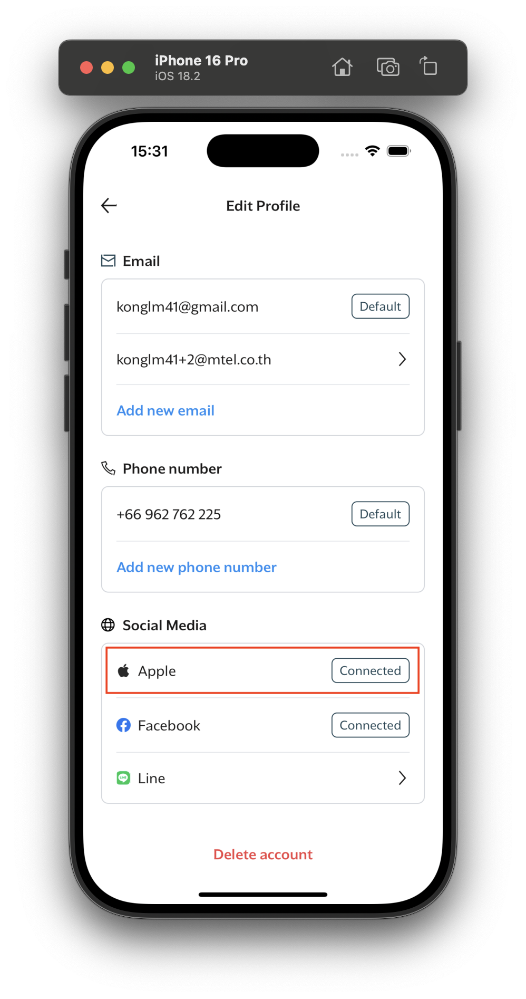 iPhone 16 Pro
iOS 18.2
15:31
Edit Profile
Email
konglm41@gmail.com
Default
konglm41+2@mtel.co.th
Add new email
Phone number
+66 962 762 225
Default
Add new phone number
Social Media
Apple
Connected
Facebook
Connected
LINE
Line
Delete account